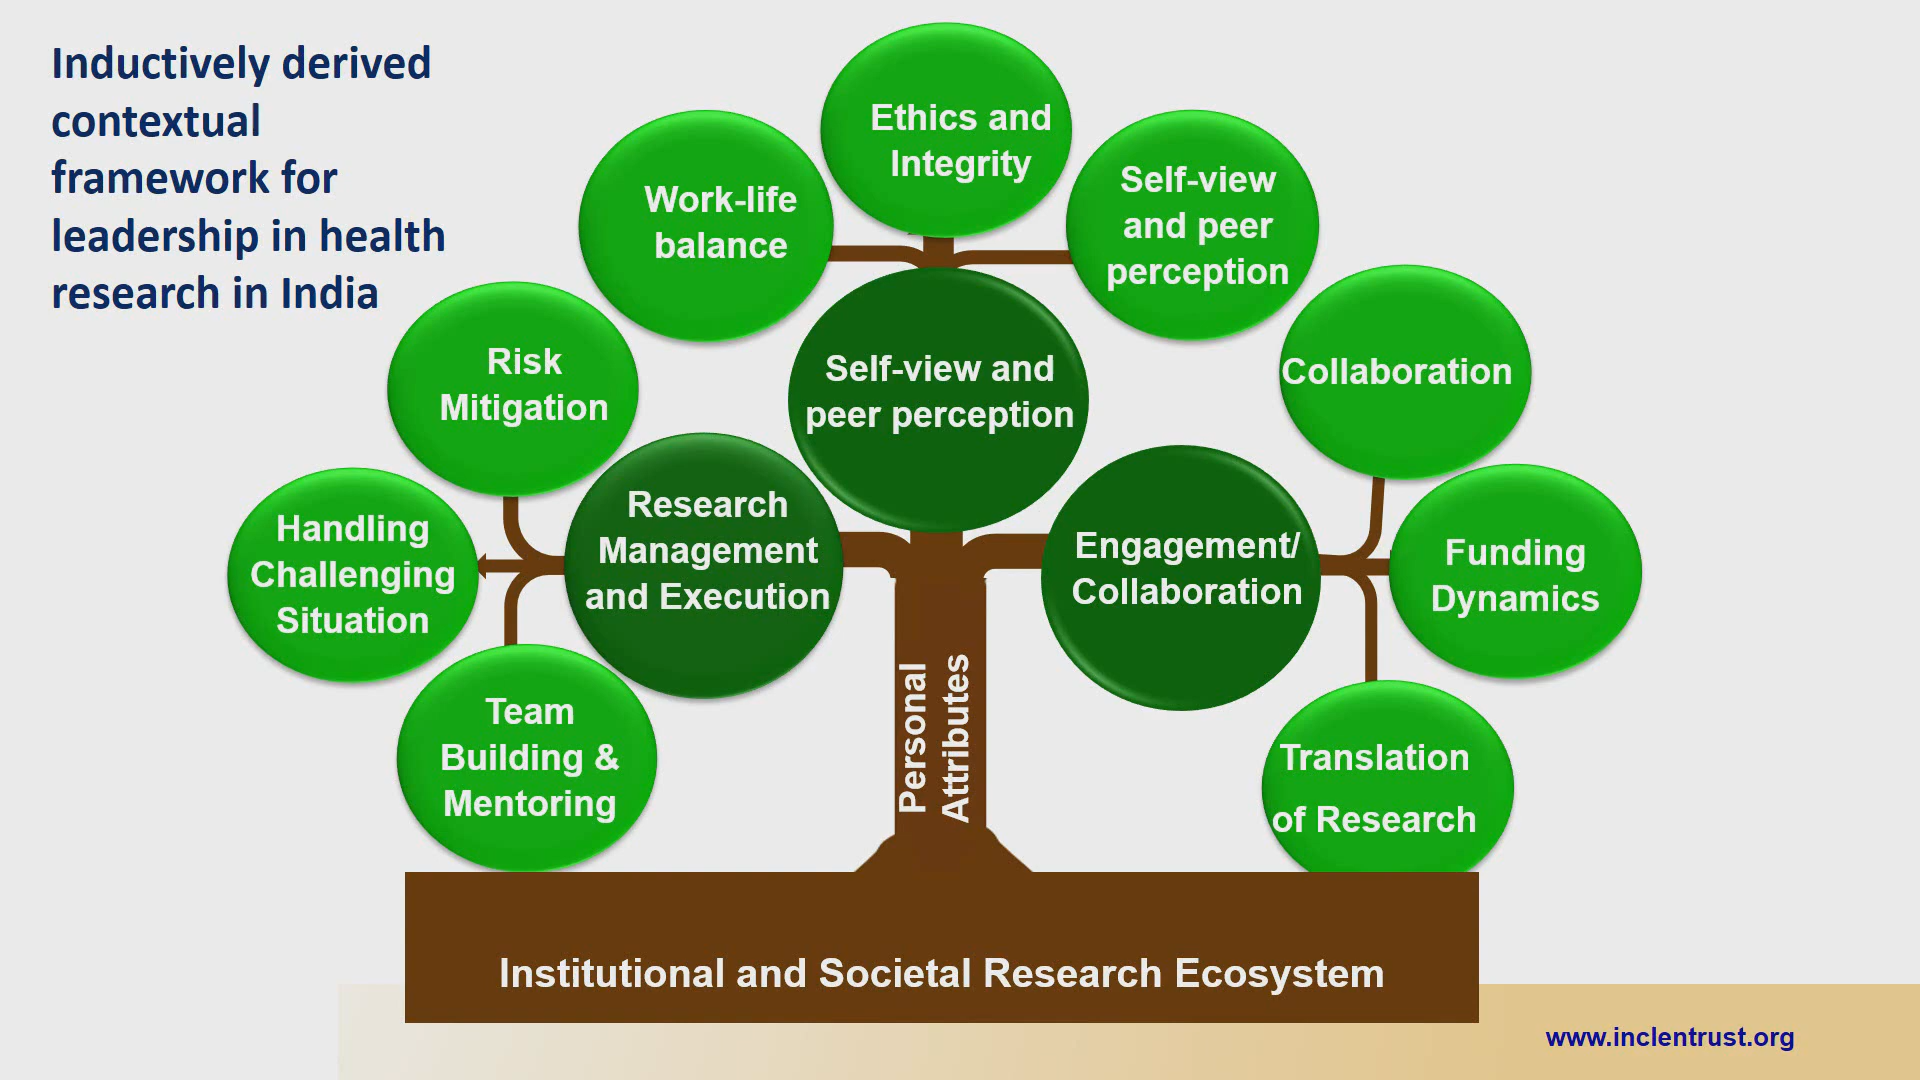 Inductively derived
contextual
framework for
leadership in health
research in India
Ethics and
Integrity
Work-life
balance
Self-view
and peer
perception
Risk
Mitigation
Self-view and
peer perception
Collaboration
Handling
Challenging
Situation
Research
Management
and Execution
Engagement/
Collaboration
Funding
Dynamics
Team
Building &
Mentoring
Personal
Attributes
Translation
of Research
Institutional and Societal Research Ecosystem
www.inclentrust.org